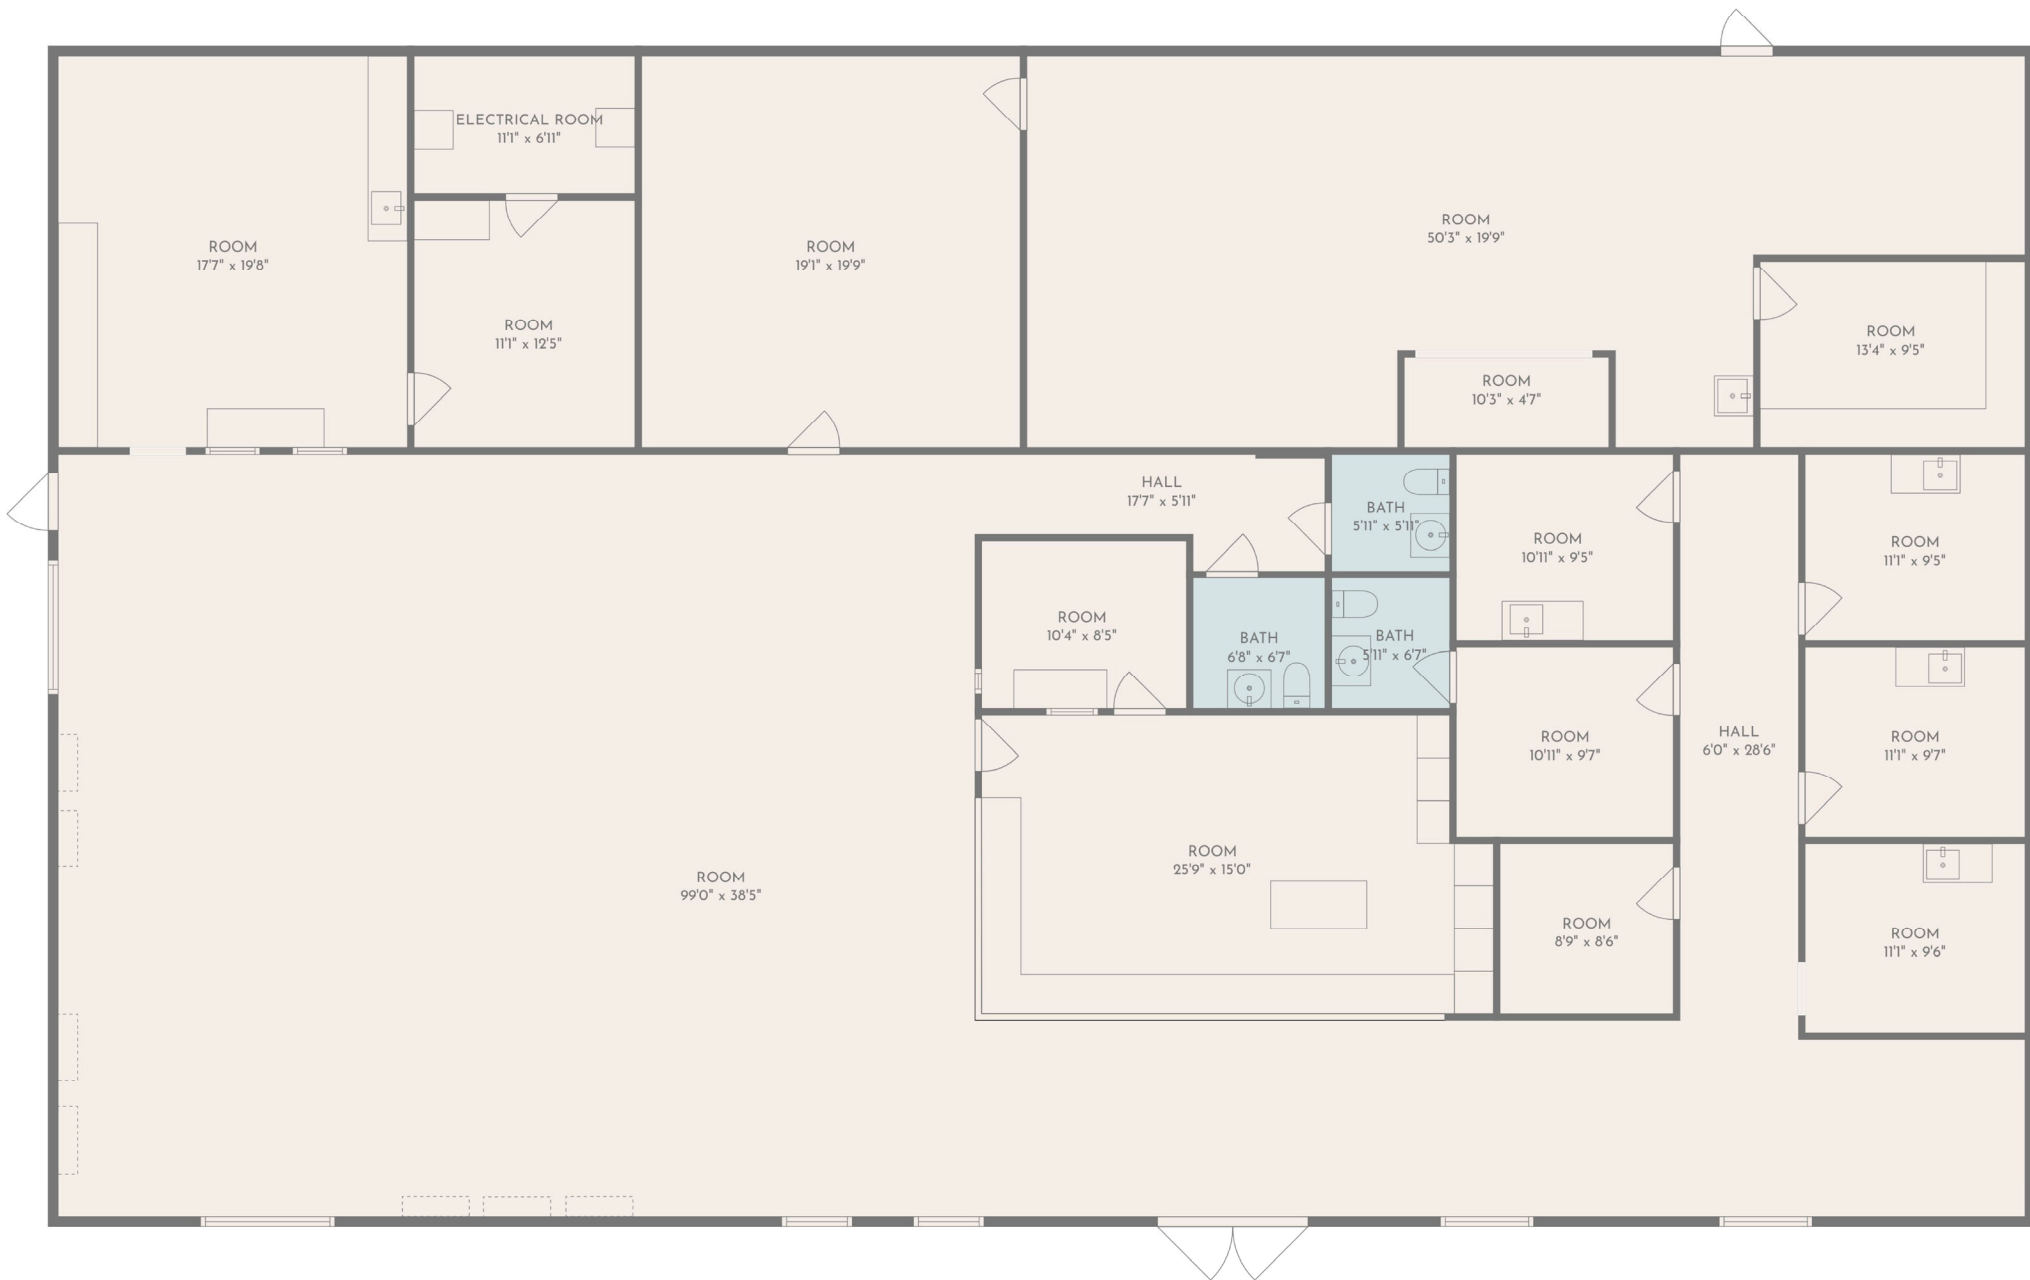 ELECTRICAL ROOM
11'1" x 6'11"
ROOM
17'7" x 19'8"
ROOM
19'1" x 19'9"
ROOM
50'3" x 19'9"
ROOM
11'1" x 12'5"
ROOM
13'4" x 9'5"
ROOM
10'3" x 4'7"
HALL
17'7" x 5'11"
BATH
5'11" x 5'11"
ROOM
10'11" x 9'5"
ROOM
11'1" x 9'5"
ROOM
10'4" x 8'5"
BATH
6'8" x 6'7"
BATH
5'11" x 6'7"
ROOM
10'11" x 9'7"
HALL
6'0" x 28'6"
ROOM
11'1" x 9'7"
ROOM
99'0" x 38'5"
ROOM
25'9" x 15'0"
ROOM
8'9" x 8'6"
ROOM
11'1" x 9'6"